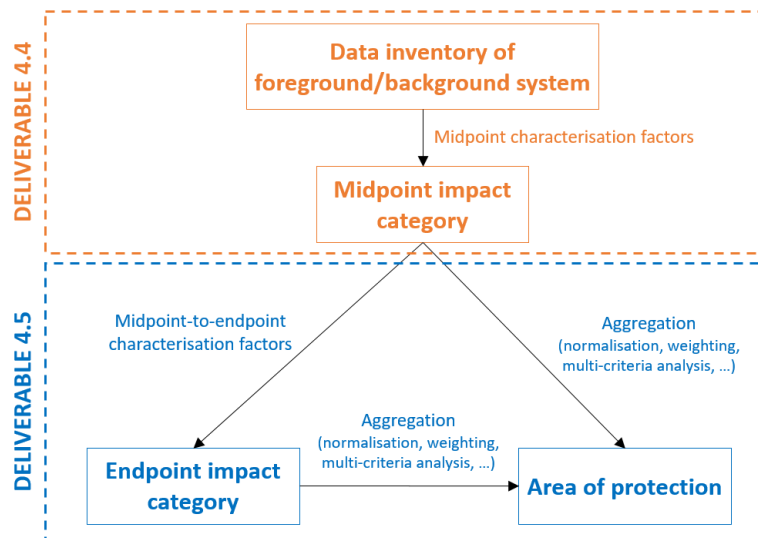 DELIVERABLE 4.4
Data inventory of
foreground/background system
Midpoint characterisation factors
Midpoint impact
category
DELIVERABLE 4.5
Midpoint-to-endpoint
characterisation factors
Aggregation
(normalisation, weighting,
multi-criteria analysis, ...)
Aggregation
(normalisation, weighting,
multi-criteria analysis, ...)
Endpoint impact
category
Area of protection